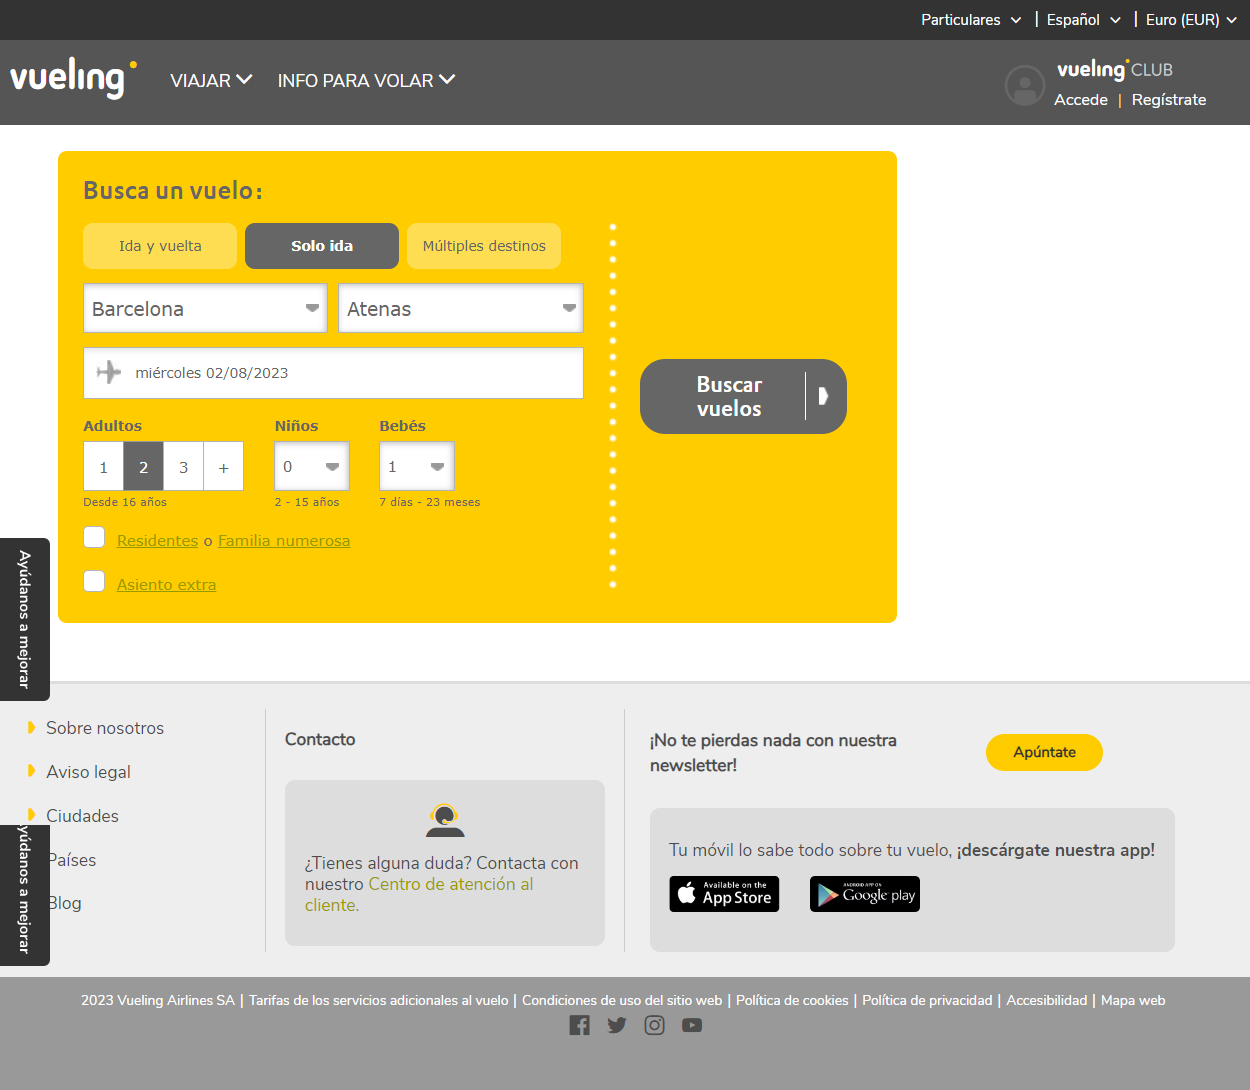 Particulares | Español | Euro (EUR)
vueling
VIAJAR
INFO PARA VOLAR
vueling CLUB
Accede | Regístrate
Busca un vuelo:
Ida y vuelta
Solo ida
Múltiples destinos
Barcelona
Atenas
miércoles 02/08/2023
Buscar
vuelos
Adultos
Niños
Bebés
1 2 3 +
0
1
Desde 16 años
2 - 15 años
7 días - 23 meses
Residentes o Familia numerosa
Asiento extra
Ayúdanos a mejorar
Sobre nosotros
Aviso legal
Ciudades
Países
Blog
Ayúdanos a mejorar
Contacto
¿Tienes alguna duda? Contacta con
nuestro Centro de atención al
cliente.
¡No te pierdas nada con nuestra
newsletter!
Apúntate
Tu móvil lo sabe todo sobre tu vuelo, ¡descárgate nuestra app!
Available on the
App Store
ANDROID APP ON
Google play
2023 Vueling Airlines SA | Tarifas de los servicios adicionales al vuelo | Condiciones de uso del sitio web | Política de cookies | Política de privacidad | Accesibilidad | Mapa web